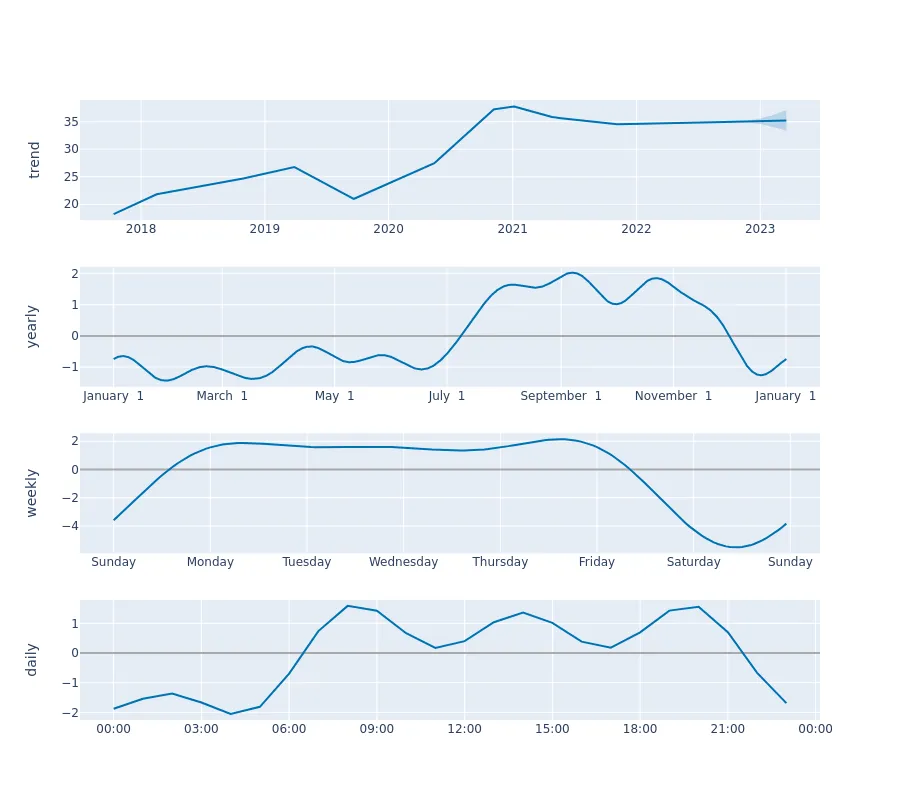 trend
35
30
25
20
2018 2019 2020 2021 2022 2023
yearly
2
1
0
−1
January 1 March 1 May 1 July 1 September 1 November 1 January 1
weekly
2
0
−2
−4
Sunday Monday Tuesday Wednesday Thursday Friday Saturday Sunday
daily
1
0
−1
−2
00:00 03:00 06:00 09:00 12:00 15:00 18:00 21:00 00:00